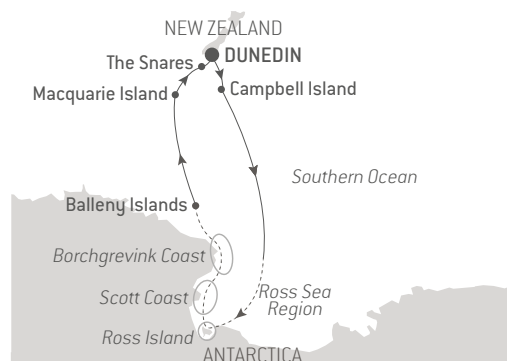 NEW ZEALAND
DUNEDIN
The Snares
Campbell Island
Macquarie Island
Southern Ocean
Balleny Islands
Borchgrevink Coast
Scott Coast
Ross Sea
Region
Ross Island
ANTARCTICA